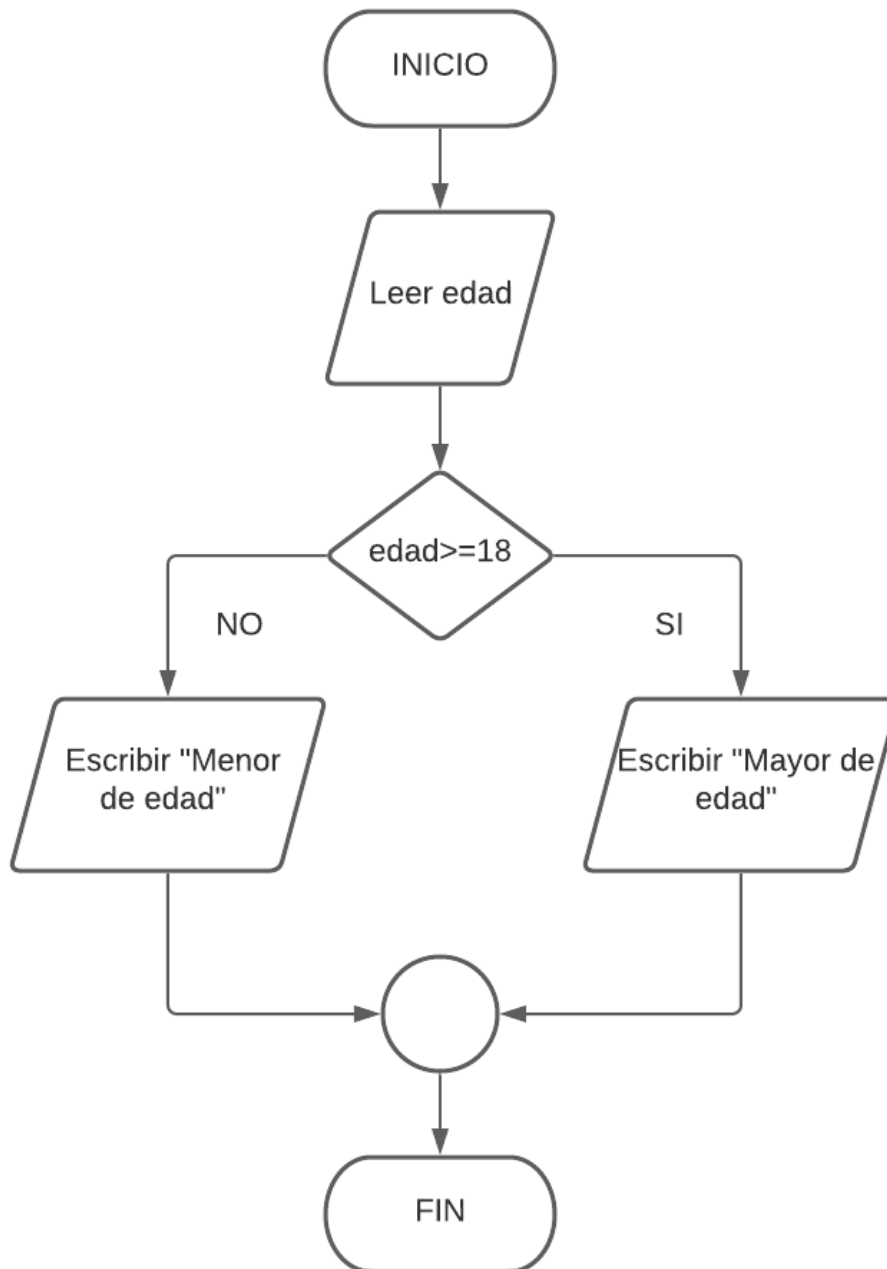 INICIO
Leer edad
edad>=18
NO
SI
Escribir "Menor
de edad"
Escribir "Mayor de
edad"
FIN